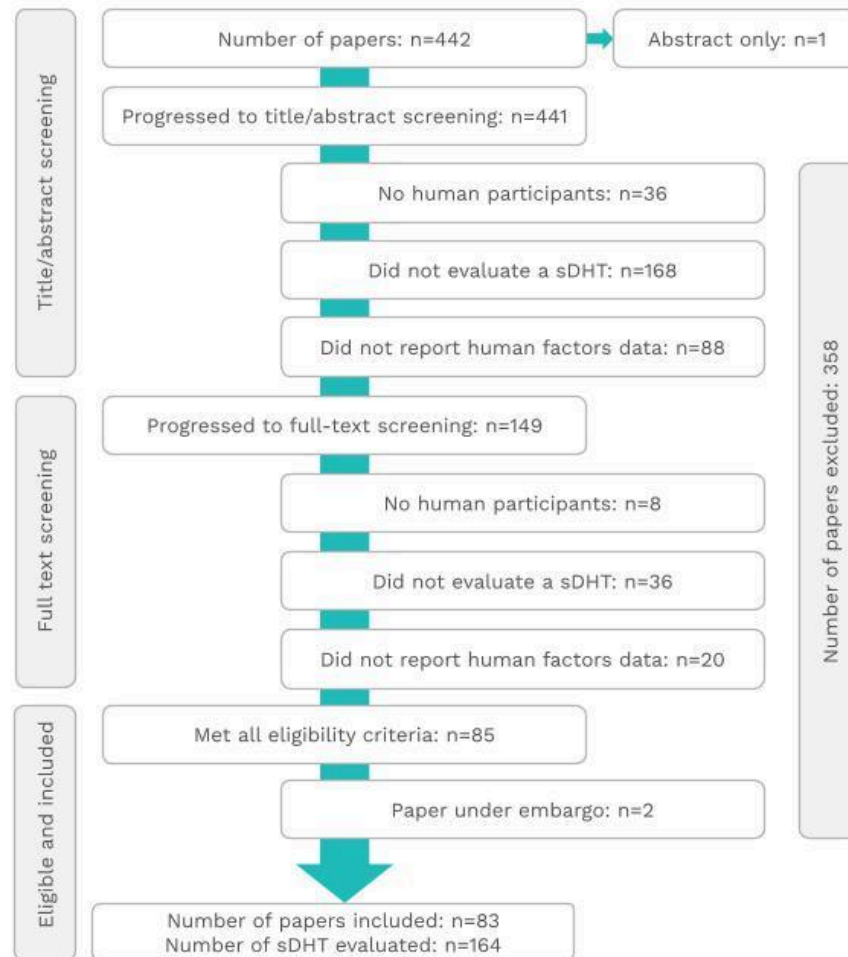 Number of papers: n=442
Abstract only: n=1
Title/abstract screening
Progressed to title/abstract screening: n=441
No human participants: n=36
Did not evaluate a sDHT: n=168
Did not report human factors data: n=88
Number of papers excluded: 358
Full text screening
Progressed to full-text screening: n=149
No human participants: n=8
Did not evaluate a sDHT: n=36
Did not report human factors data: n=20
Eligible and included
Met all eligibility criteria: n=85
Paper under embargo: n=2
Number of papers included: n=83
Number of sDHT evaluated: n=164